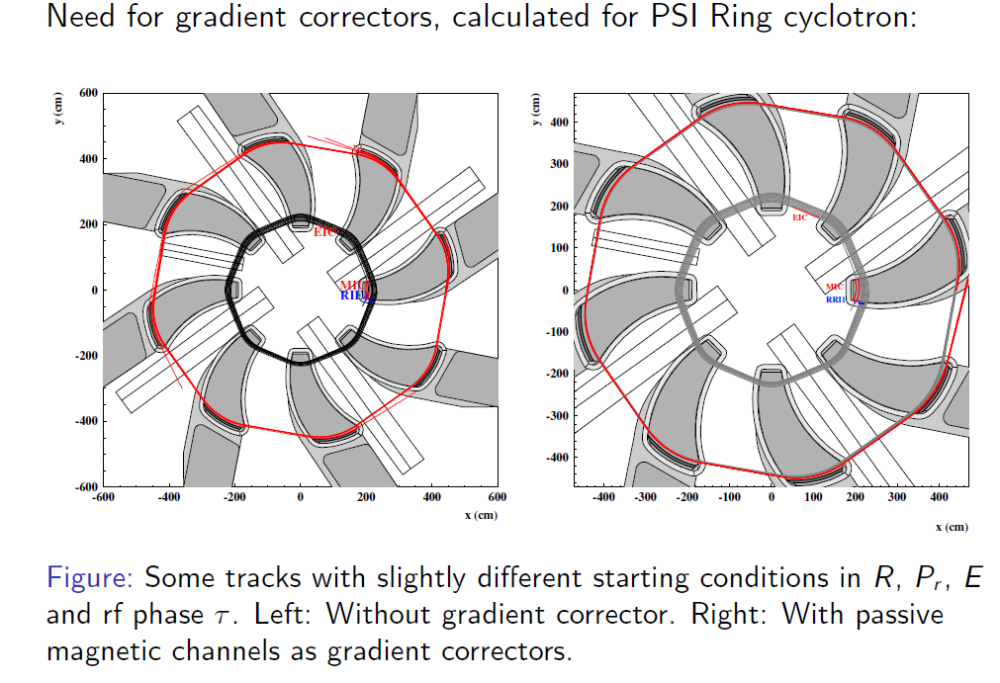 Need for gradient correctors, calculated for PSI Ring cyclotron:
y (cm)
600
400
200
0
-200
-400
-600
-600 -400 -200 0 200 400 600
x (cm)
EIC
MIC
RIE
y (cm)
400
300
200
100
0
-100
-200
-300
-400
-400 -300 -200 -100 0 100 200 300 400
x (cm)
EIC
MIC
RRI1
Figure: Some tracks with slightly different starting conditions in R, Pr, E
and rf phase τ. Left: Without gradient corrector. Right: With passive
magnetic channels as gradient correctors.